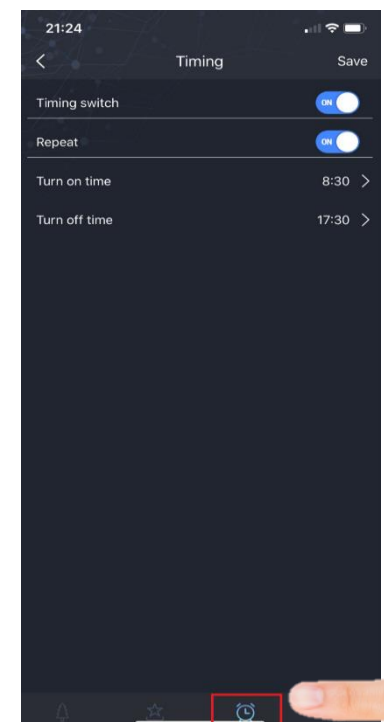 21:24
Timing Save
Timing switch ON
Repeat ON
Turn on time 8:30
Turn off time 17:30